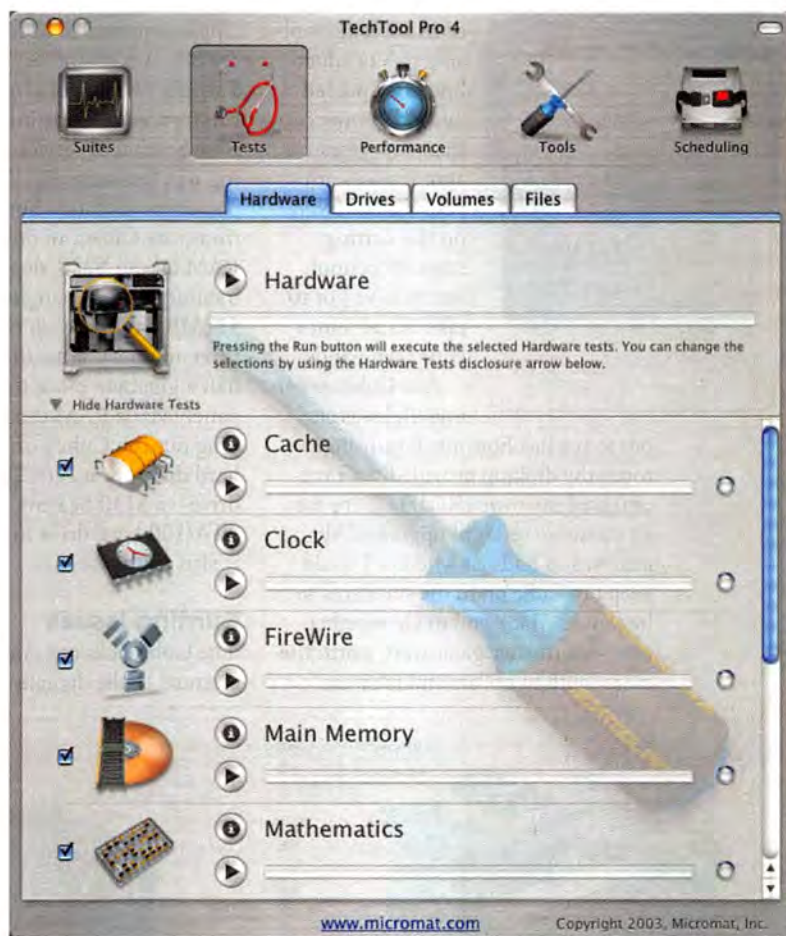 TechTool Pro 4
Suites
Tests
Performance
Tools
Scheduling
Hardware
Drives
Volumes
Files
Hardware
Pressing the Run button will execute the selected Hardware tests. You can change the
selections by using the Hardware Tests disclosure arrow below.
Hide Hardware Tests
Cache
Clock
FireWire
Main Memory
Mathematics
TECHTOOL PRO
www.micromat.com
Copyright 2003, Micromat, Inc.